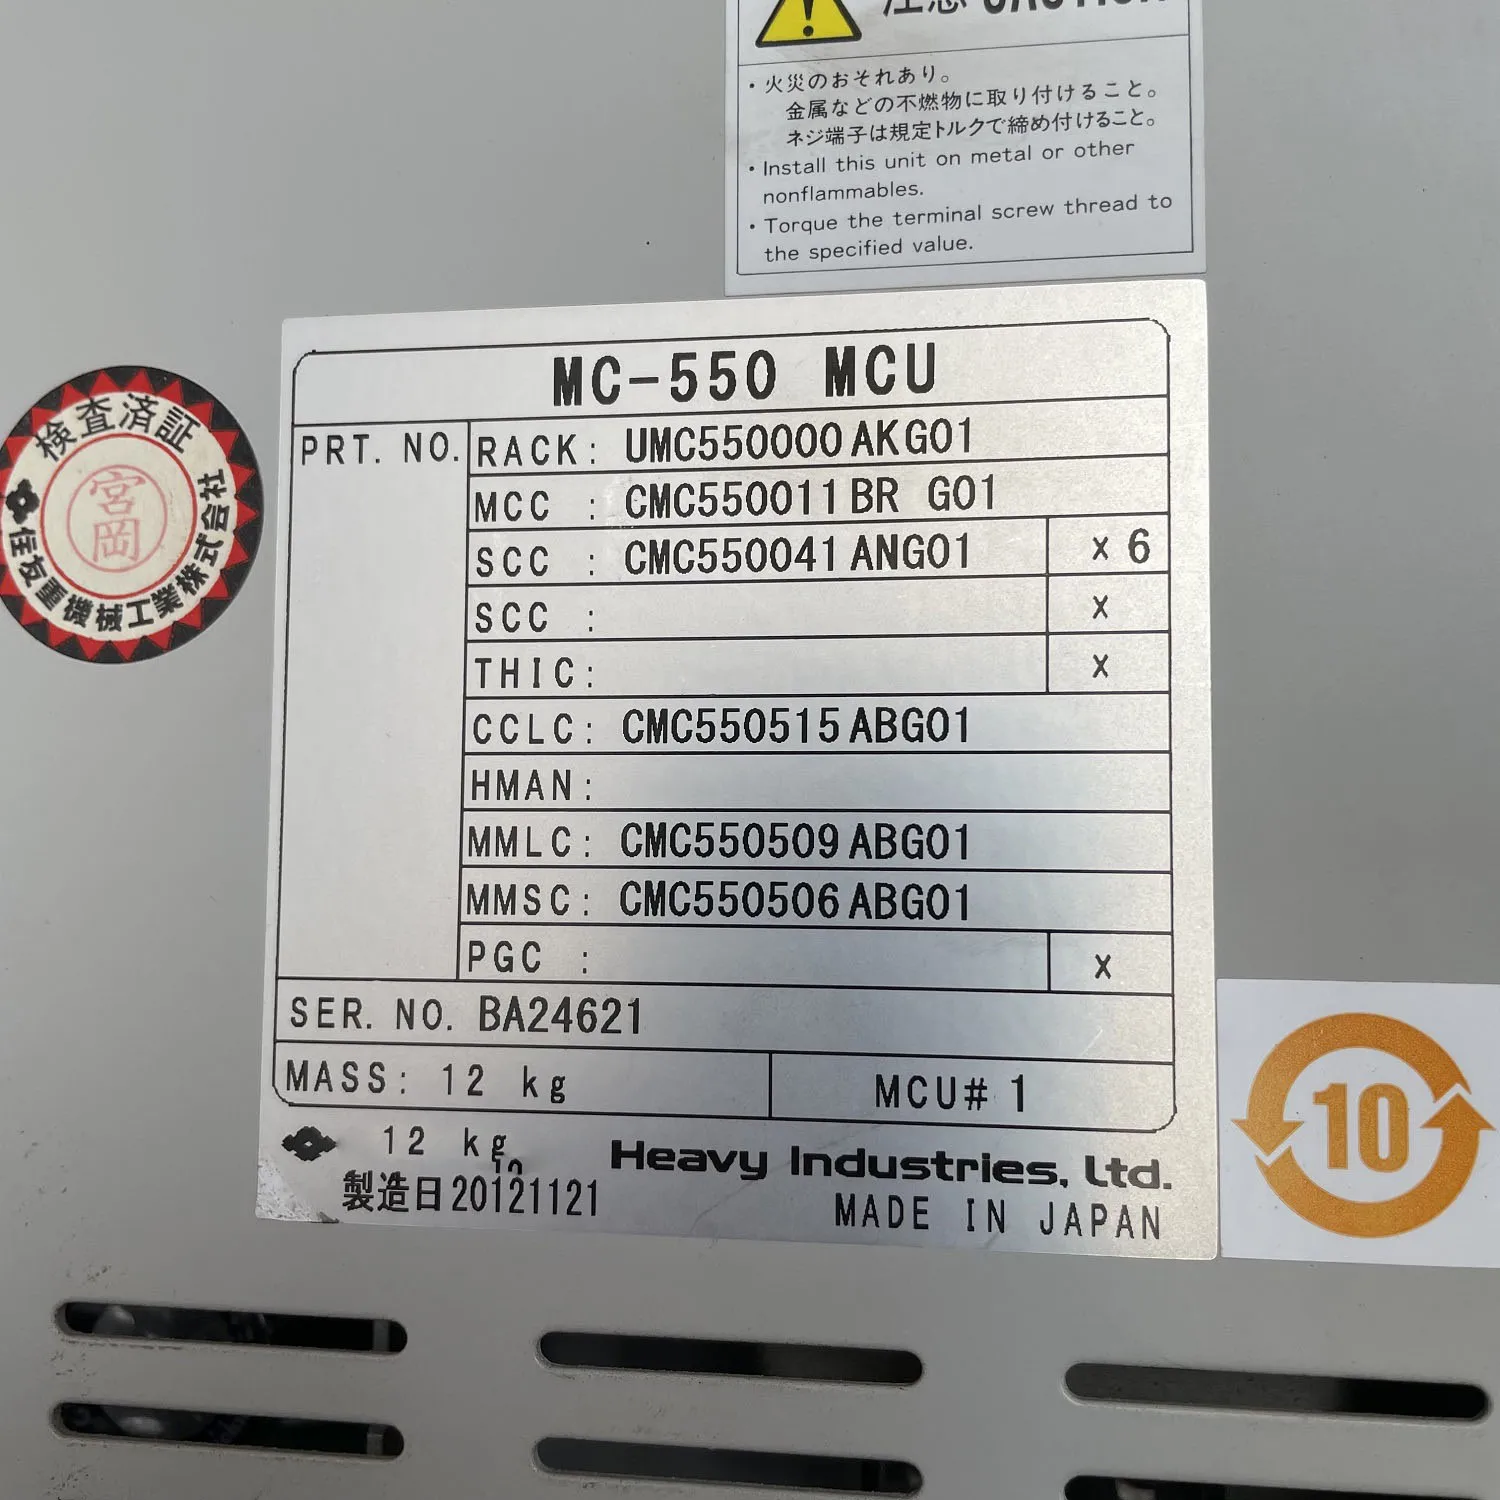 注意 CAUTION
・火災のおそれあり。
金属などの不燃物に取り付けること。
ネジ端子は規定トルクで締め付けること。
・Install this unit on metal or other
nonflammables.
・Torque the terminal screw thread to
the specified value.
検査済証
宮岡
住友重機械工業株式会社
MC-550 MCU
PRT. NO.
RACK: UMC550000AKG01
MCC : CMC550011BR G01
SCC : CMC550041ANG01 x 6
SCC : x
THIC: x
CCLC: CMC550515ABG01
HMAN:
MMLC: CMC550509ABG01
MMSC: CMC550506ABG01
PGC : x
SER. NO. BA24621
MASS: 12 kg MCU# 1
12 kg Heavy Industries, Ltd.
製造日20121121
MADE IN JAPAN
10